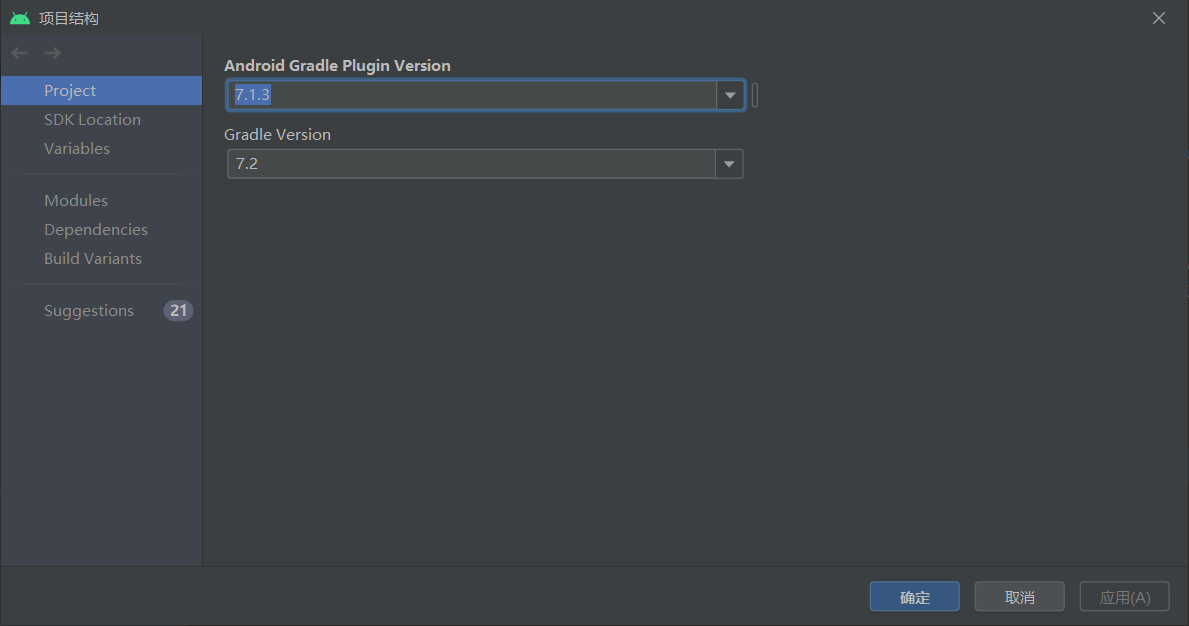 项目结构
Project
SDK Location
Variables
Modules
Dependencies
Build Variants
Suggestions 21
Android Gradle Plugin Version
7.1.3
Gradle Version
7.2
确定
取消
应用(A)